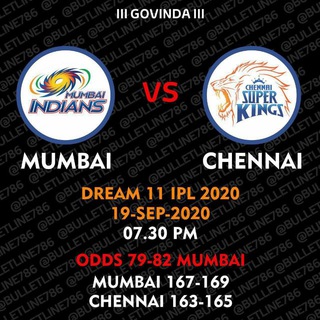 III GOVINDA III
MUMBAI
INDIANS
VS
CHENNAI
SUPER
KINGS
MUMBAI
CHENNAI
DREAM 11 IPL 2020
19-SEP-2020
07.30 PM
ODDS 79-82 MUMBAI
MUMBAI 167-169
CHENNAI 163-165
@BULLETLINE786